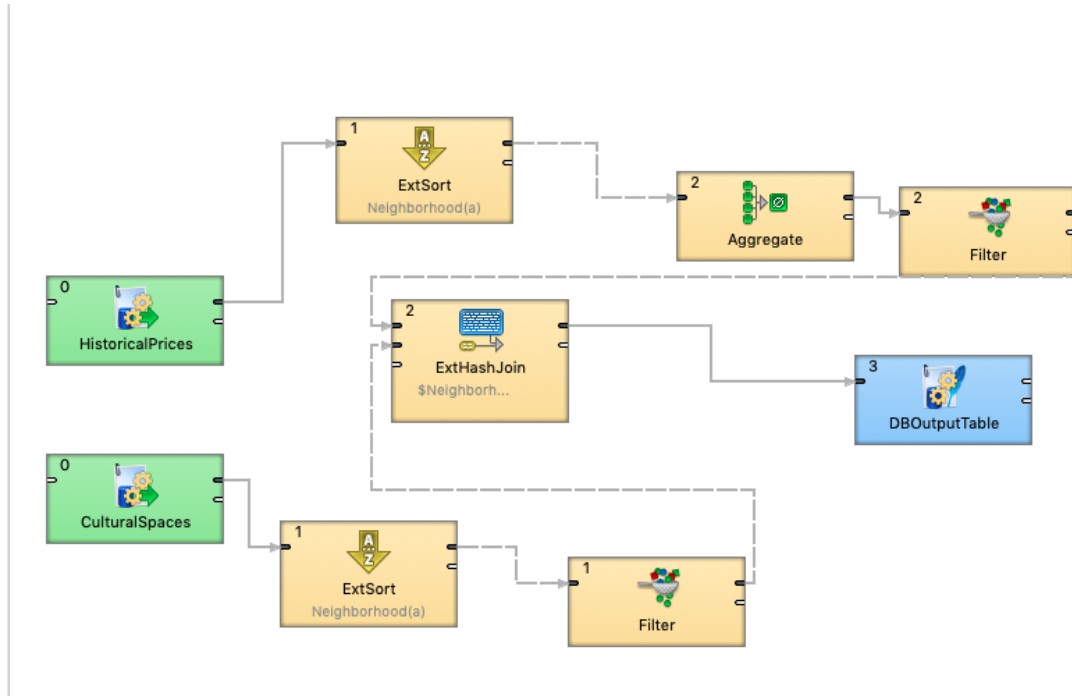 1
ExtSort
Neighborhood(a)
2
Aggregate
2
Filter
0
HistoricalPrices
2
ExtHashJoin
$Neighborh...
3
DBOutputTable
0
CulturalSpaces
1
ExtSort
Neighborhood(a)
1
Filter